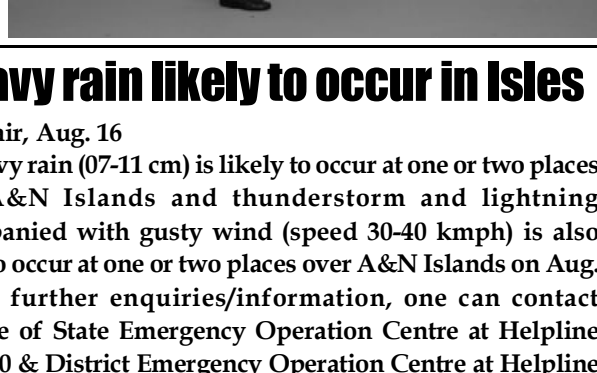 avy rain likely to occur in Isles
air, Aug. 16
vy rain (07-11 cm) is likely to occur at one or two places
A&N Islands and thunderstorm and lightning
panied with gusty wind (speed 30-40 kmph) is also
o occur at one or two places over A&N Islands on Aug.
further enquiries/information, one can contact
e of State Emergency Operation Centre at Helpline
0 & District Emergency Operation Centre at Helpline